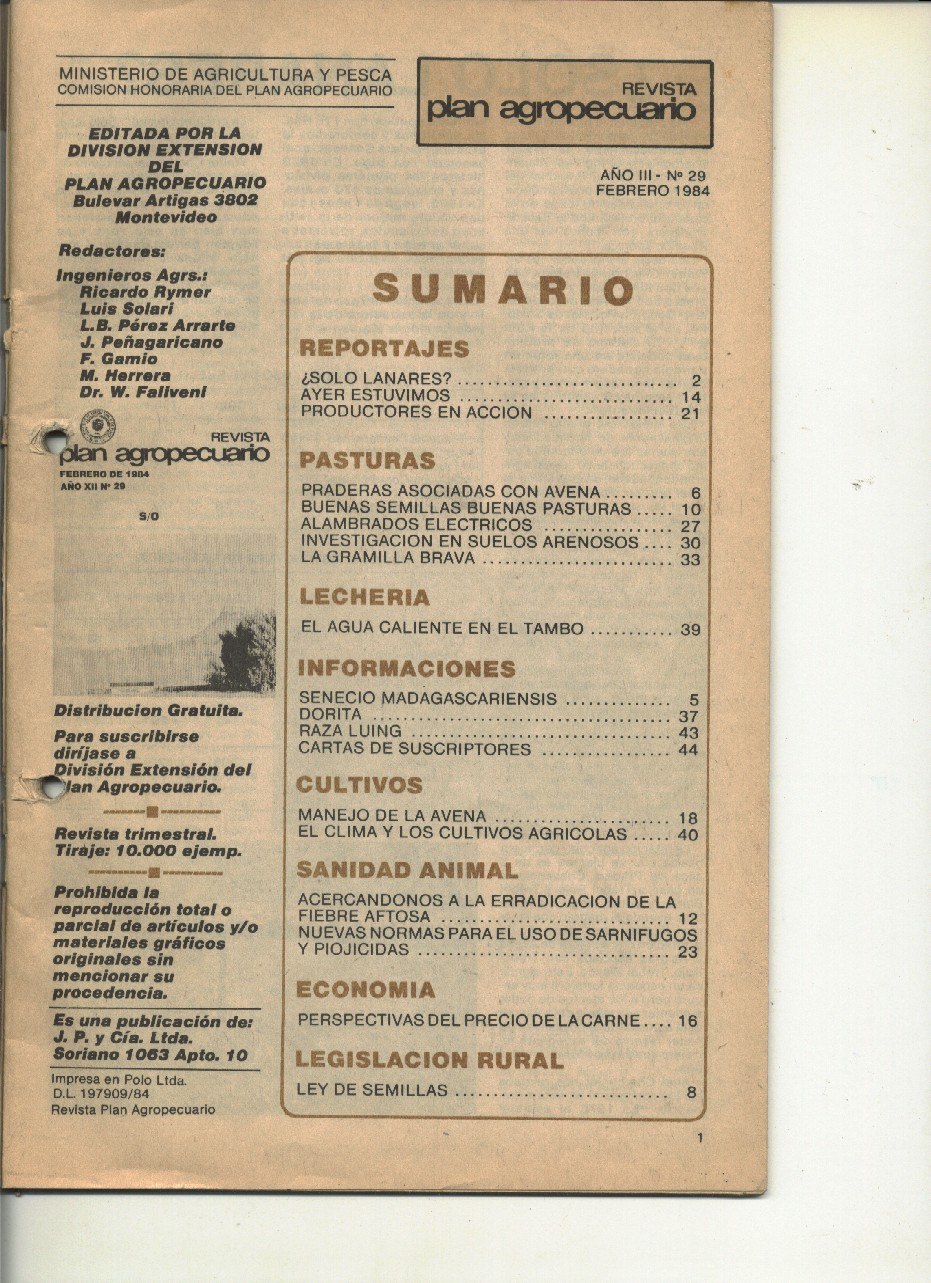 MINISTERIO DE AGRICULTURA Y PESCA
COMISION HONORARIA DEL PLAN AGROPECUARIO
REVISTA
plan agropecuario
AÑO III - Nº 29
FEBRERO 1984
EDITADA POR LA
DIVISION EXTENSION
DEL
PLAN AGROPECUARIO
Bulevar Artigas 3802
Montevideo
Redactores:
Ingenieros Agrs.:
Ricardo Rymer
Luis Solari
L.B. Pérez Arrarte
J. Peñagaricano
F. Gamio
M. Herrera
Dr. W. Faliveni
REVISTA
plan agropecuario
FEBRERO DE 1984
AÑO XII Nº 29
S/O
Distribucion Gratuita.
Para suscribirse
diríjase a
División Extensión del
Plan Agropecuario.
Revista trimestral.
Tiraje: 10.000 ejemp.
Prohibida la
reproducción total o
parcial de artículos y/o
materiales gráficos
originales sin
mencionar su
procedencia.
Es una publicación de:
J. P. y Cía. Ltda.
Soriano 1063 Apto. 10
Impresa en Polo Ltda.
D.L. 197909/84
Revista Plan Agropecuario
SUMARIO
REPORTAJES
¿SOLO LANARES? ............................ 2
AYER ESTUVIMOS ........................... 14
PRODUCTORES EN ACCION ................ 21
PASTURAS
PRADERAS ASOCIADAS CON AVENA ......... 6
BUENAS SEMILLAS BUENAS PASTURAS ..... 10
ALAMBRADOS ELECTRICOS ................ 27
INVESTIGACION EN SUELOS ARENOSOS .... 30
LA GRAMILLA BRAVA ........................ 33
LECHERIA
EL AGUA CALIENTE EN EL TAMBO ........... 39
INFORMACIONES
SENECIO MADAGASCARIENSIS ............. 5
DORITA ...................................... 37
RAZA LUING ................................. 43
CARTAS DE SUSCRIPTORES ................ 44
CULTIVOS
MANEJO DE LA AVENA ...................... 18
EL CLIMA Y LOS CULTIVOS AGRICOLAS ..... 40
SANIDAD ANIMAL
ACERCANDONOS A LA ERRADICACION DE LA
FIEBRE AFTOSA ............................ 12
NUEVAS NORMAS PARA EL USO DE SARNIFUGOS
Y PIOJICIDAS ................................ 23
ECONOMIA
PERSPECTIVAS DEL PRECIO DE LA CARNE .... 16
LEGISLACION RURAL
LEY DE SEMILLAS .......................... 8
1